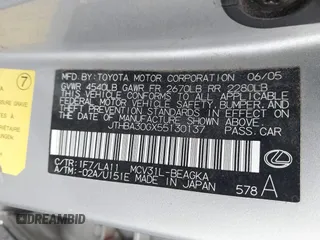 7
MFD. BY: TOYOTA MOTOR CORPORATION 06/05
GVWR 4540LB GAWR FR 2670LB RR 2280LB
THIS VEHICLE CONFORMS TO ALL APPLICABLE
FEDERAL MOTOR VEHICLE SAFETY, BUMPER, AND
THEFT PREVENTION STANDARDS IN EFFECT ON
THE DATE OF MANUFACTURE SHOWN ABOVE.
JTHBA30GX55130137 PASS.CAR
C/TR: 1F7/LA11 MCV31L-BEAGKA
A/TM: -02A/U151E MADE IN JAPAN
578 A
DREAMBID